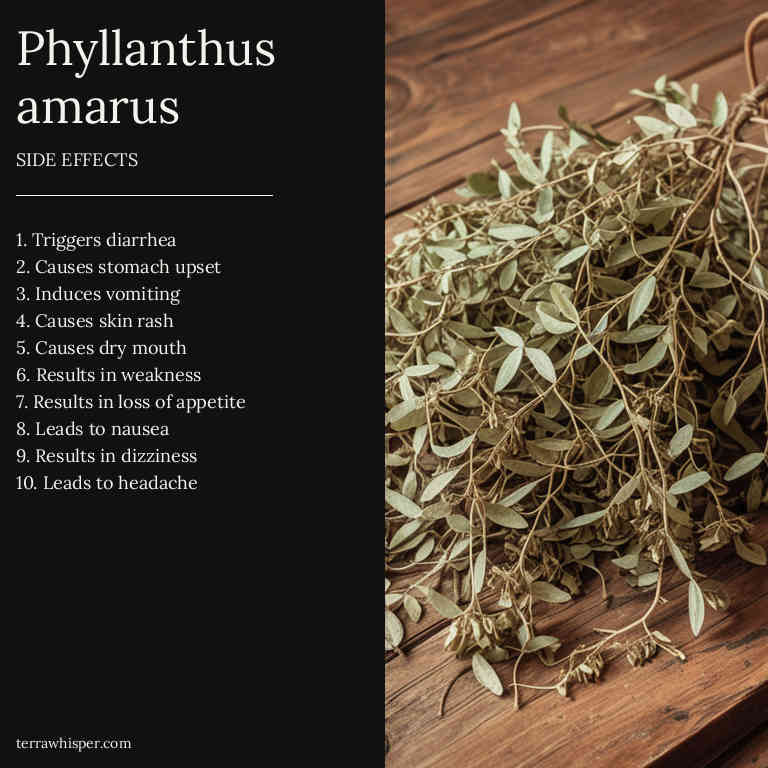 Phyllanthus
amarus
SIDE EFFECTS
1. Triggers diarrhea
2. Causes stomach upset
3. Induces vomiting
4. Causes skin rash
5. Causes dry mouth
6. Results in weakness
7. Results in loss of appetite
8. Leads to nausea
9. Results in dizziness
10. Leads to headache
terrawhisper.com